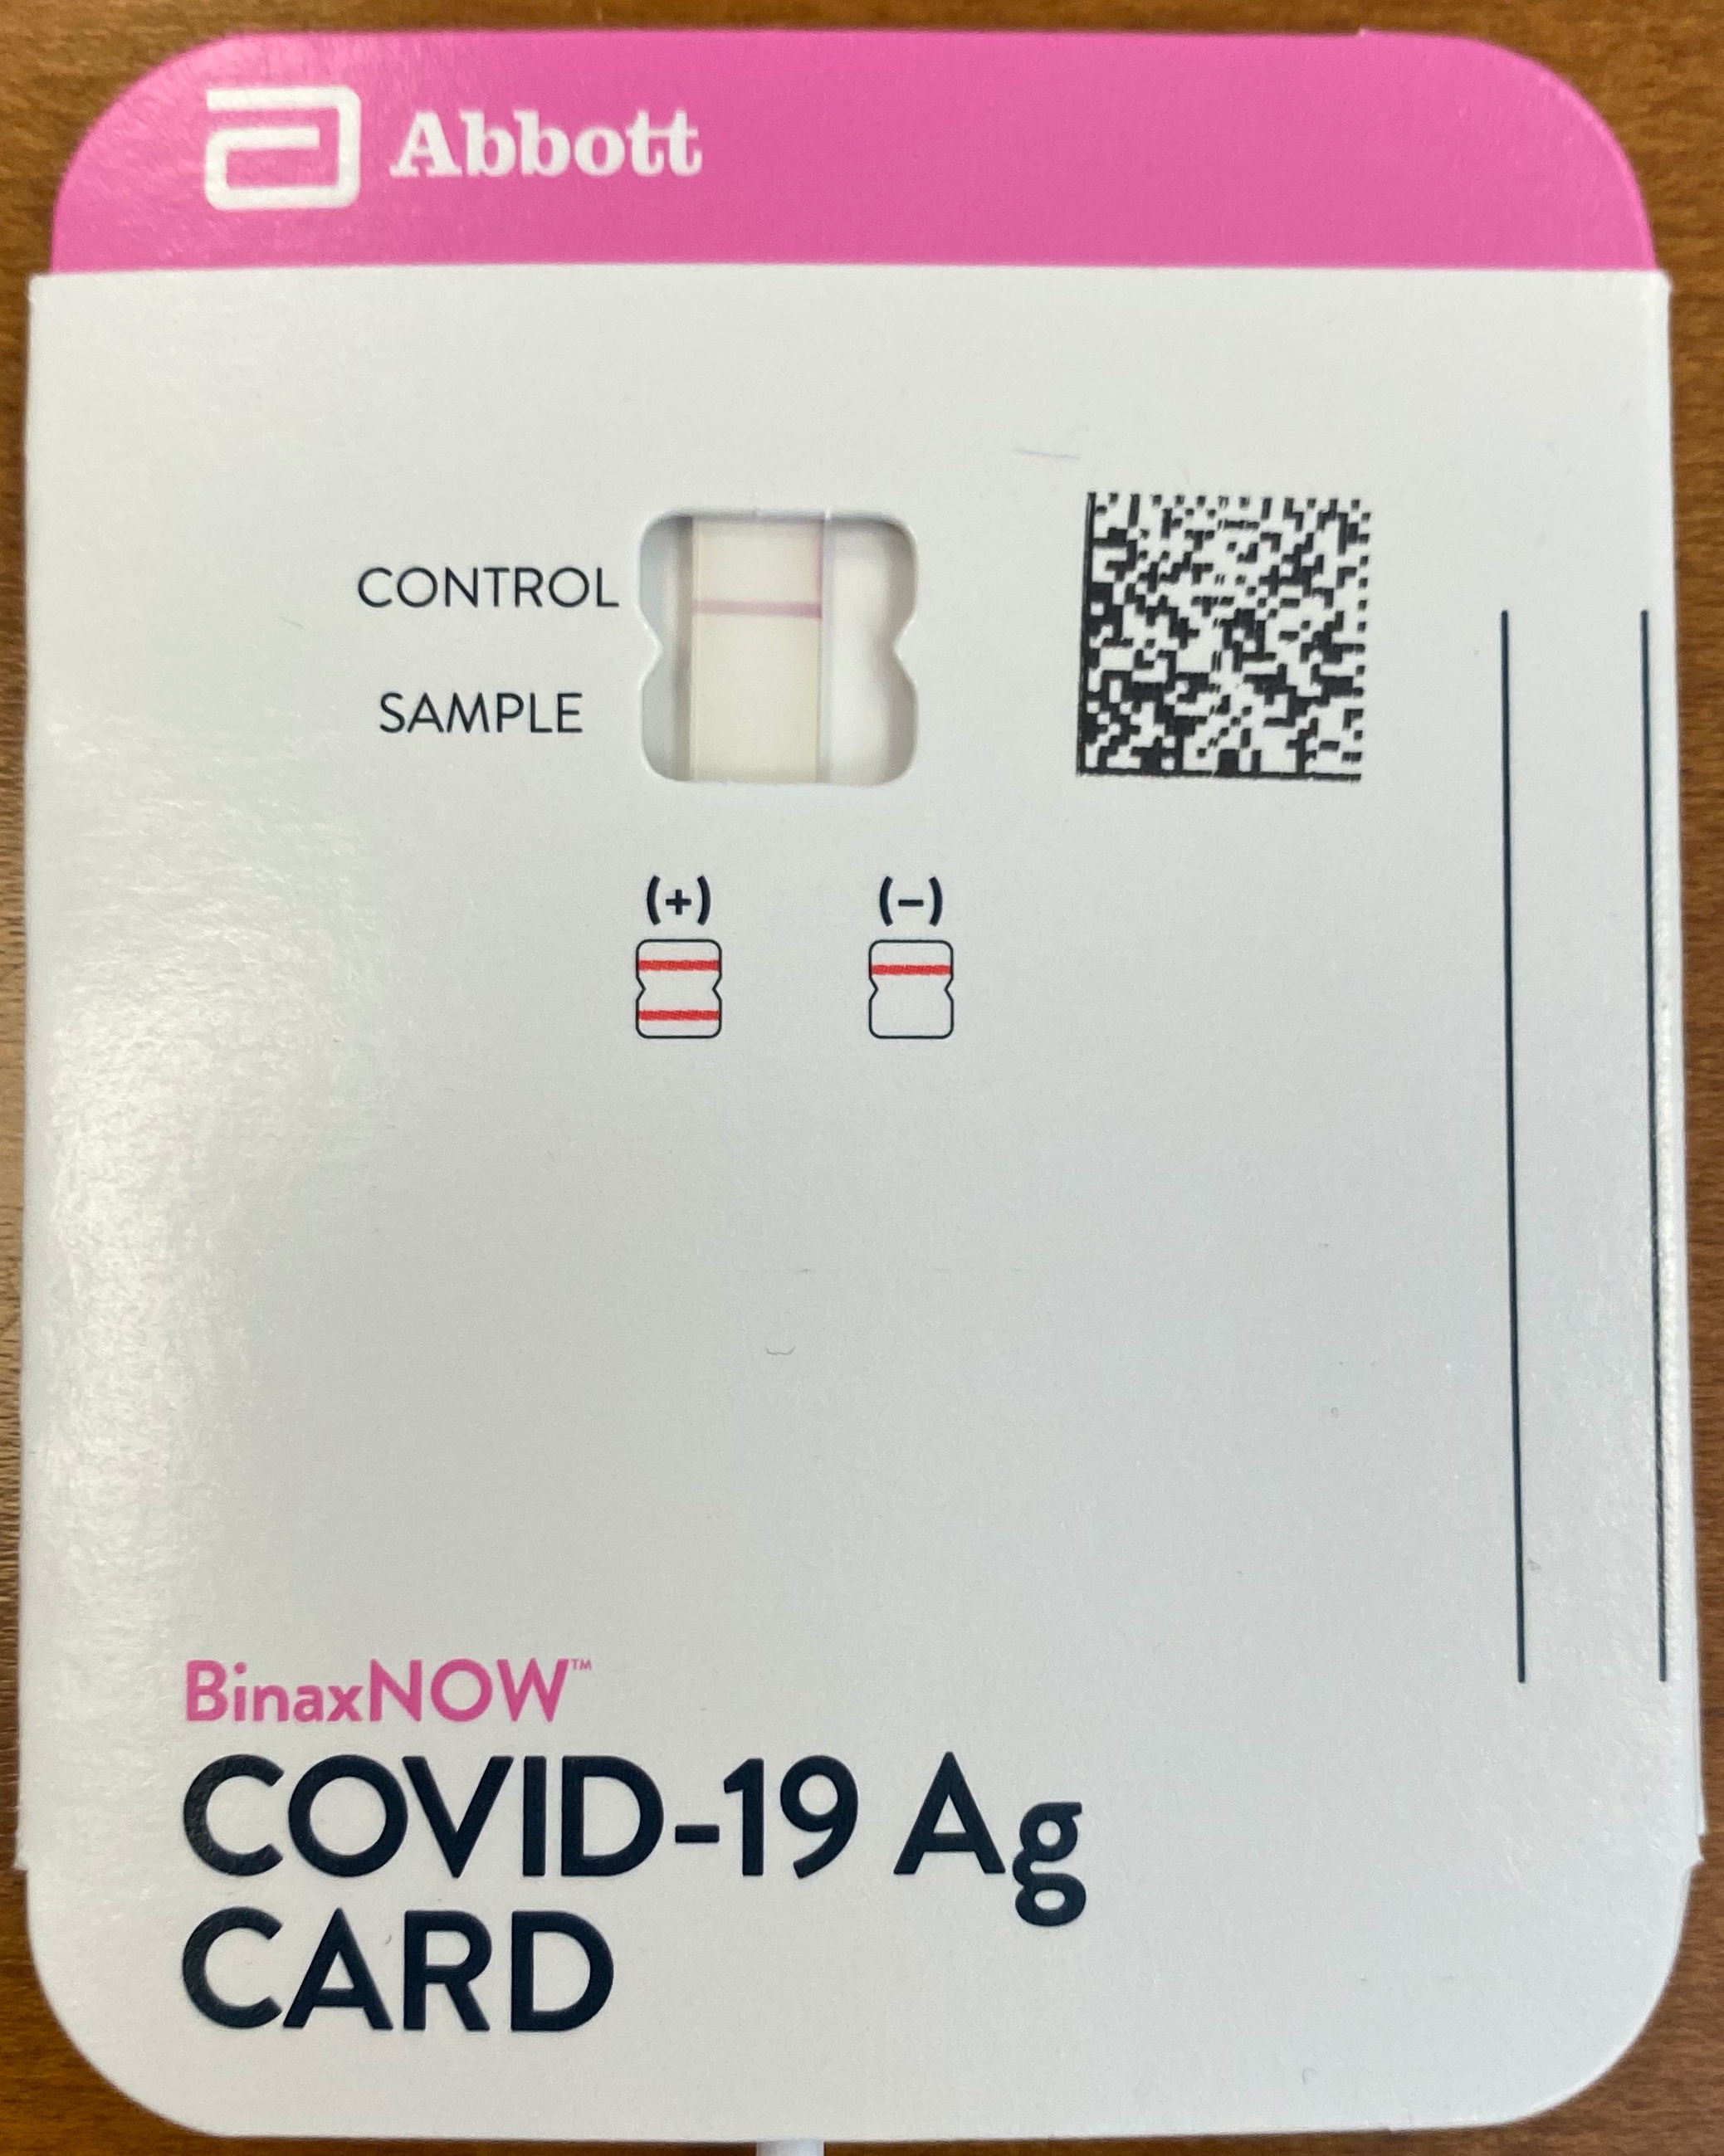 Abbott
CONTROL
SAMPLE
(+) (-)
BinaxNOW™
COVID-19 Ag
CARD